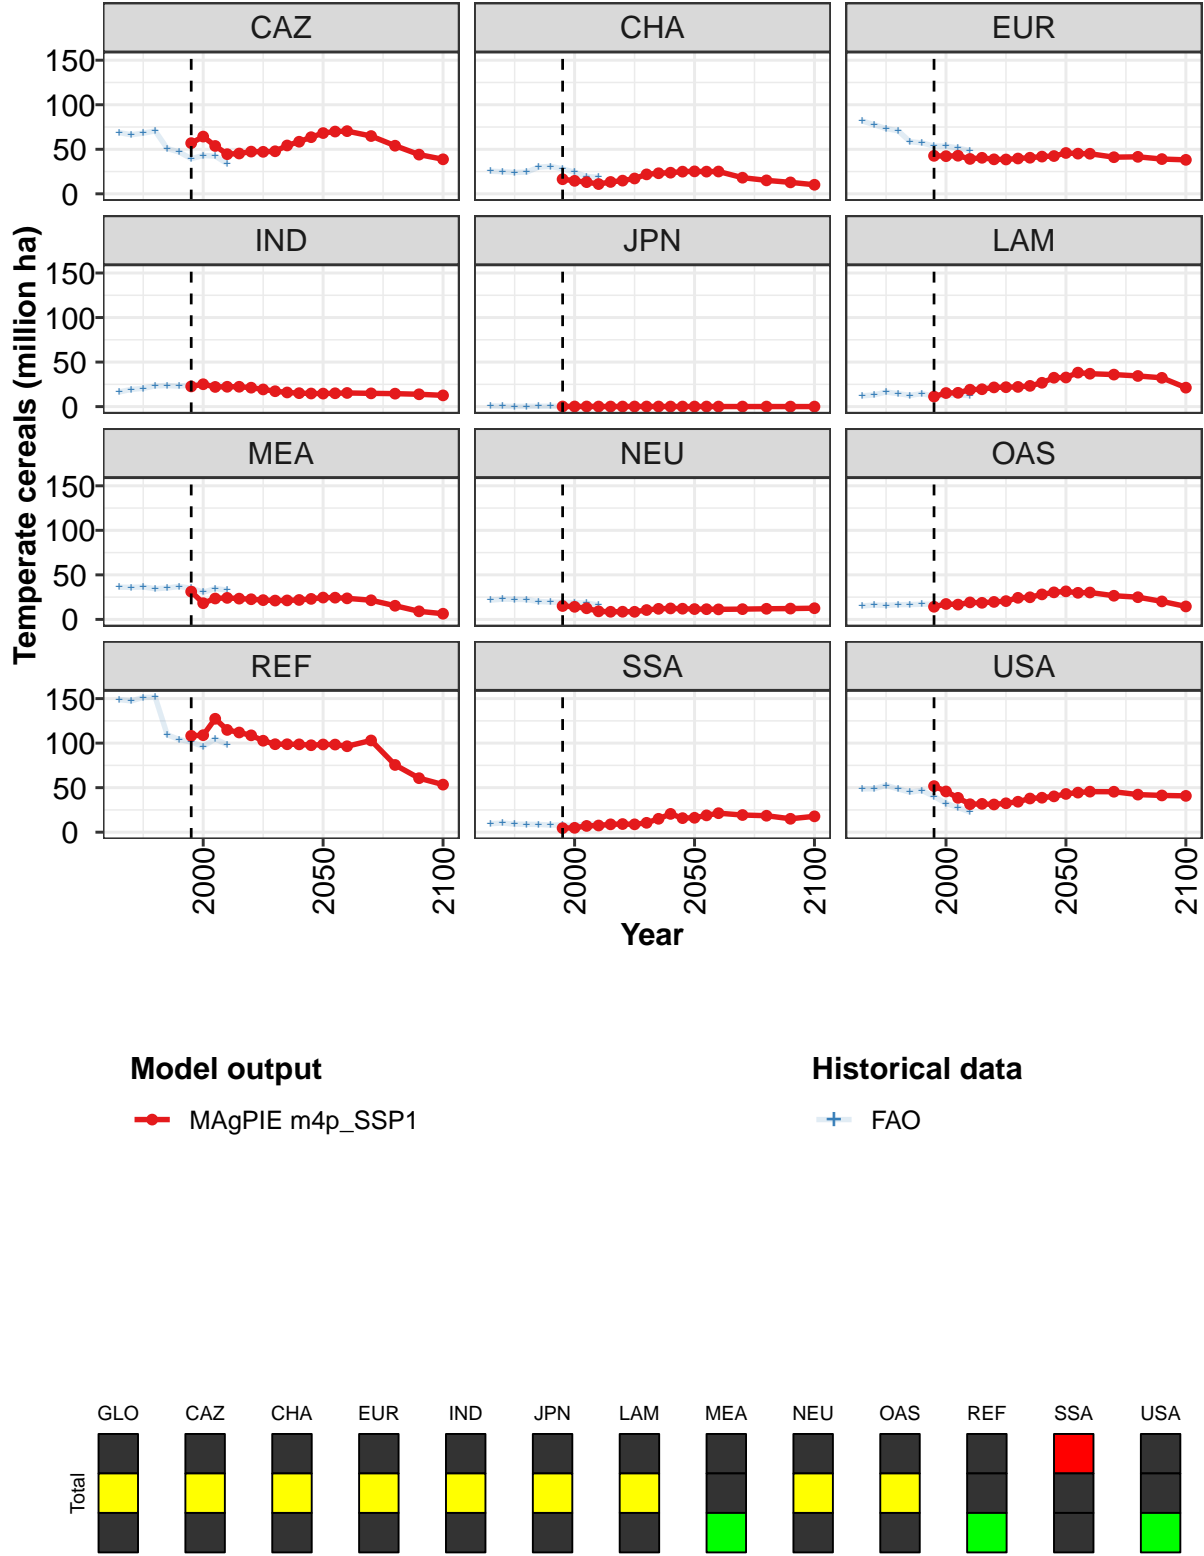 CAZ CHA EUR
150
100
50
0
IND JPN LAM
150
100
50
0
MEA NEU OAS
150
100
50
0
REF SSA USA
150
100
50
0
Temperate cereals (million ha)
2000 2050 2100 2000 2050 2100 2000 2050 2100
Year
Model output Historical data
MAgPIE m4p_SSP1 FAO
GLO CAZ CHA EUR IND JPN LAM MEA NEU OAS REF SSA USA
Total